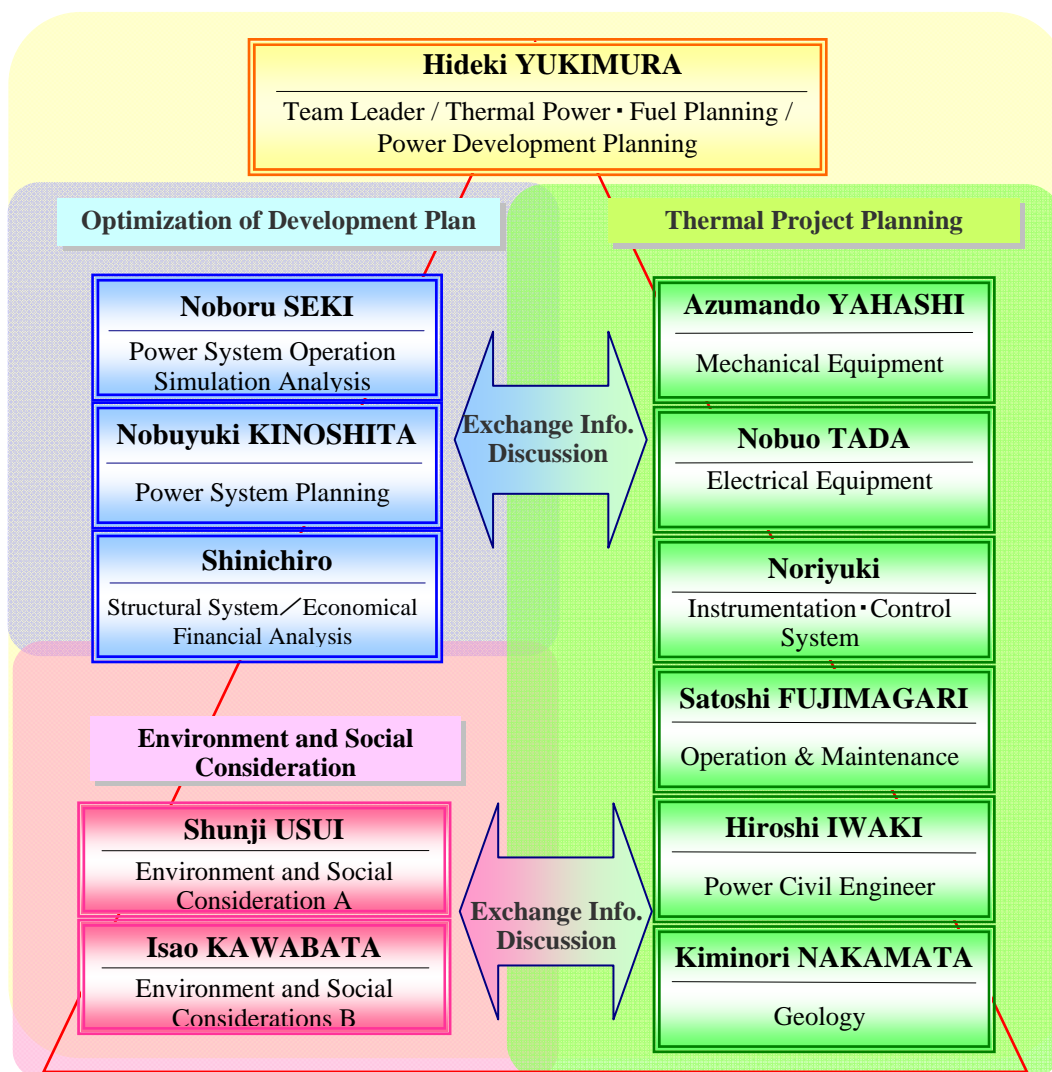 Hideki YUKIMURA
Team Leader / Thermal Power・Fuel Planning /
Power Development Planning
Optimization of Development Plan
Noboru SEKI
Power System Operation
Simulation Analysis
Nobuyuki KINOSHITA
Power System Planning
Shinichiro
Structural System／Economical
Financial Analysis
Environment and Social
Consideration
Shunji USUI
Environment and Social
Consideration A
Isao KAWABATA
Environment and Social
Considerations B
Exchange Info.
Discussion
Exchange Info.
Discussion
Thermal Project Planning
Azumando YAHASHI
Mechanical Equipment
Nobuo TADA
Electrical Equipment
Noriyuki
Instrumentation・Control
System
Satoshi FUJIMAGARI
Operation & Maintenance
Hiroshi IWAKI
Power Civil Engineer
Kiminori NAKAMATA
Geology